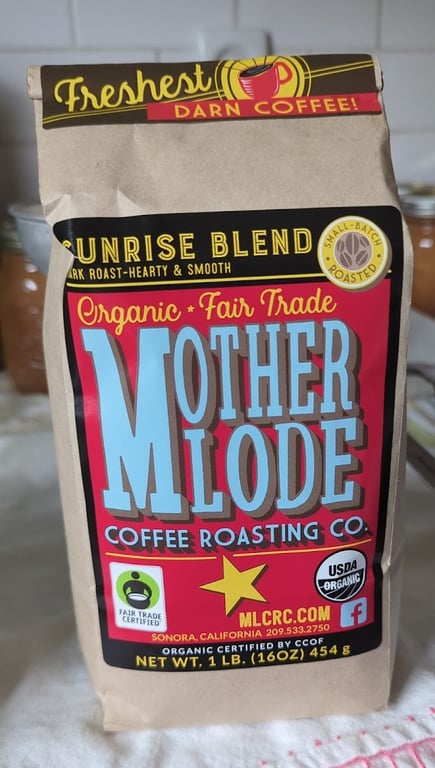 Freshest
DARN COFFEE!
SUNRISE BLEND
SMALL-BATCH
ROASTED
DARK ROAST-HEARTY & SMOOTH
Organic ★ Fair Trade
MOTHER
LODE
COFFEE ROASTING CO.
USDA
ORGANIC
FAIR TRADE
CERTIFIED
MLCRC.COM f
SONORA, CALIFORNIA 209.533.2750
ORGANIC CERTIFIED BY CCOF
NET WT. 1 LB. (16OZ) 454 g